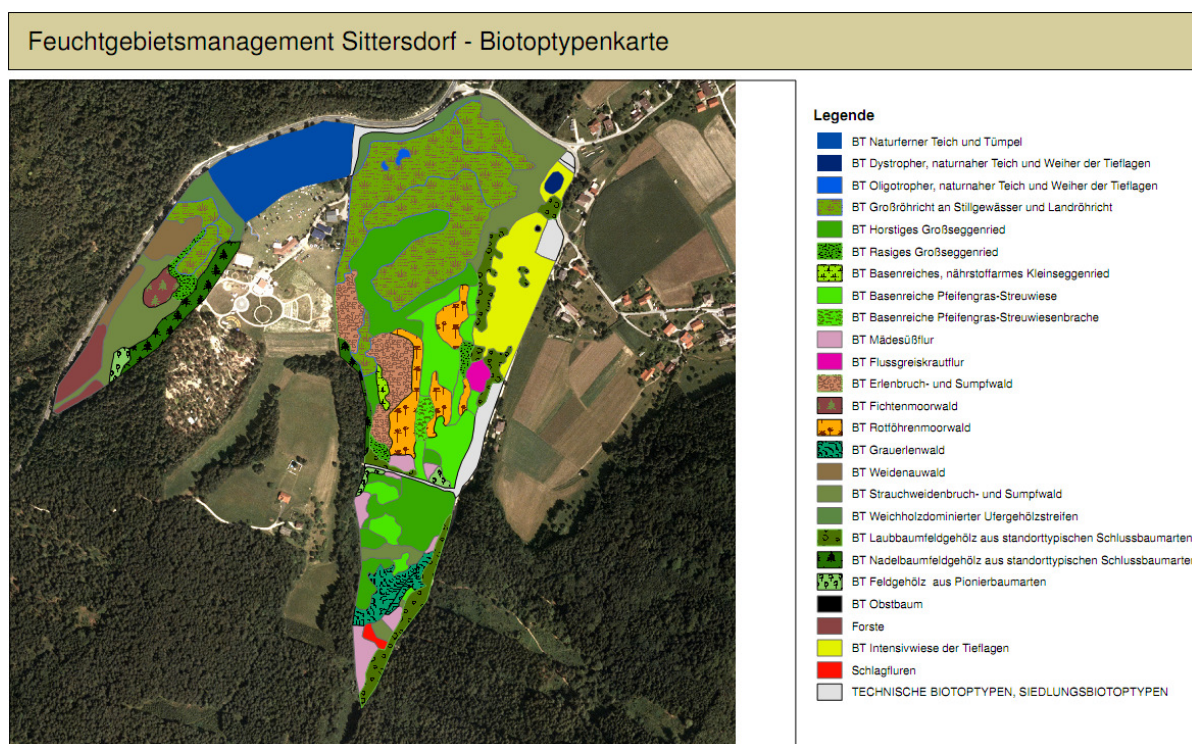 Feuchtgebietsmanagement Sittersdorf - Biotoptypenkarte
Legende
BT Naturferner Teich und Tümpel
BT Dystropher, naturnaher Teich und Weiher der Tieflagen
BT Oligotropher, naturnaher Teich und Weiher der Tieflagen
BT Großröhricht an Stillgewässer und Landröhricht
BT Horstiges Großseggenried
BT Rasiges Großseggenried
BT Basenreiches, nährstoffarmes Kleinseggenried
BT Basenreiche Pfeifengras-Streuwiese
BT Basenreiche Pfeifengras-Streuwiesenbrache
BT Mädesüßflur
BT Flussgreiskrautflur
BT Erlenbruch- und Sumpfwald
BT Fichtenmoorwald
BT Rotföhrenmoorwald
BT Grauerlenwald
BT Weidenauwald
BT Strauchweidenbruch- und Sumpfwald
BT Weichholzdominierter Ufergehölzstreifen
BT Laubbaumfeldgehölz aus standorttypischen Schlussbaumarten
BT Nadelbaumfeldgehölz aus standorttypischen Schlussbaumarten
BT Feldgehölz aus Pionierbaumarten
BT Obstbaum
Forste
BT Intensivwiese der Tieflagen
Schlagfluren
TECHNISCHE BIOTOPTYPEN, SIEDLUNGSBIOTOPTYPEN